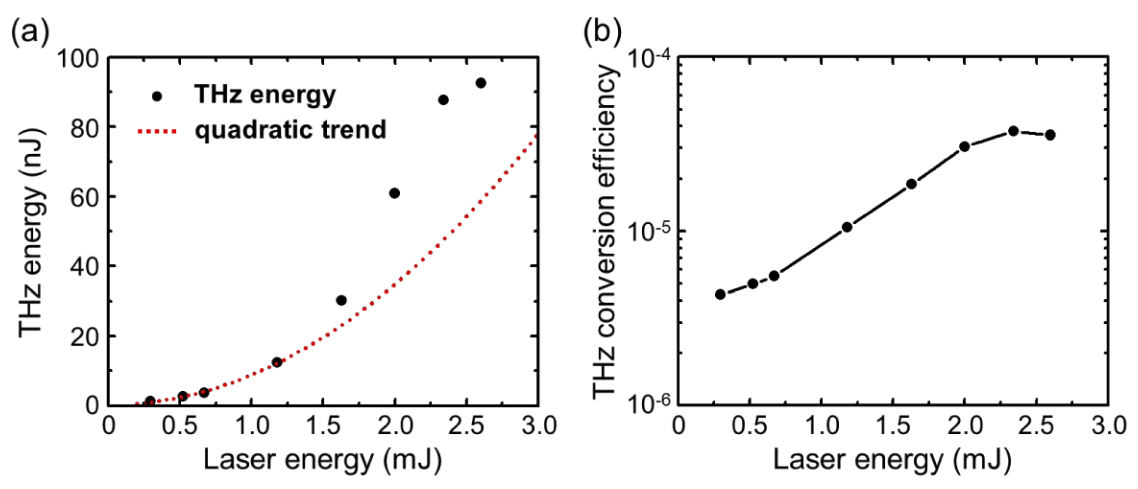 (a)
THz energy (nJ)
100
80
60
40
20
0
THz energy
quadratic trend
0 0.5 1.0 1.5 2.0 2.5 3.0
Laser energy (mJ)
(b)
THz conversion efficiency
10-4
10-5
10-6
0 0.5 1.0 1.5 2.0 2.5 3.0
Laser energy (mJ)